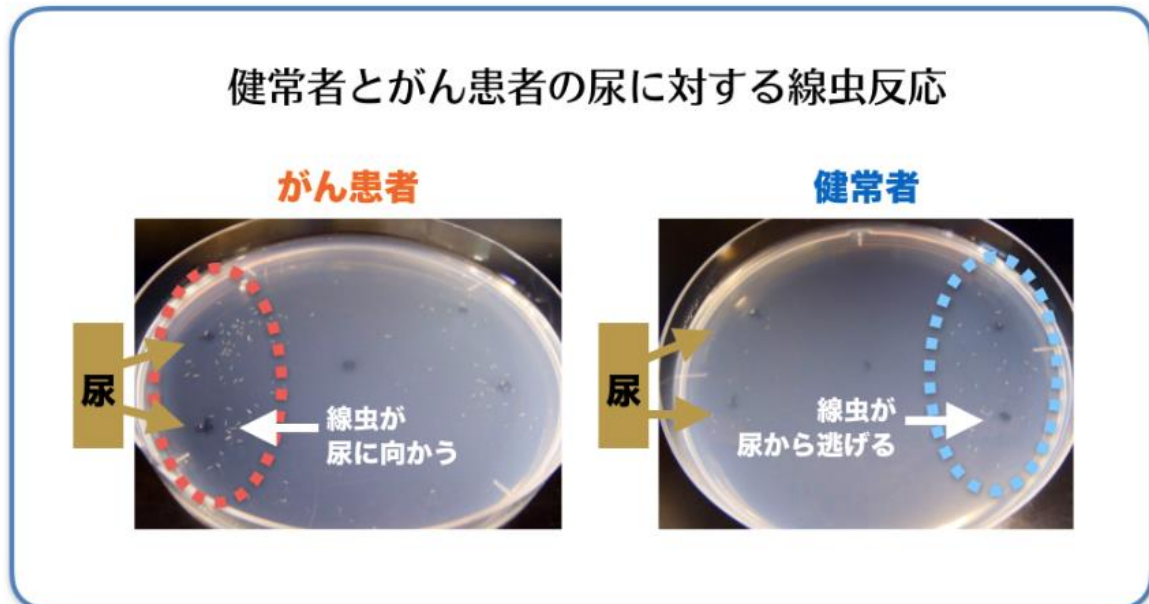 健常者とがん患者の尿に対する線虫反応
がん患者
健常者
尿
線虫が
尿に向かう
尿
線虫が
尿から逃げる